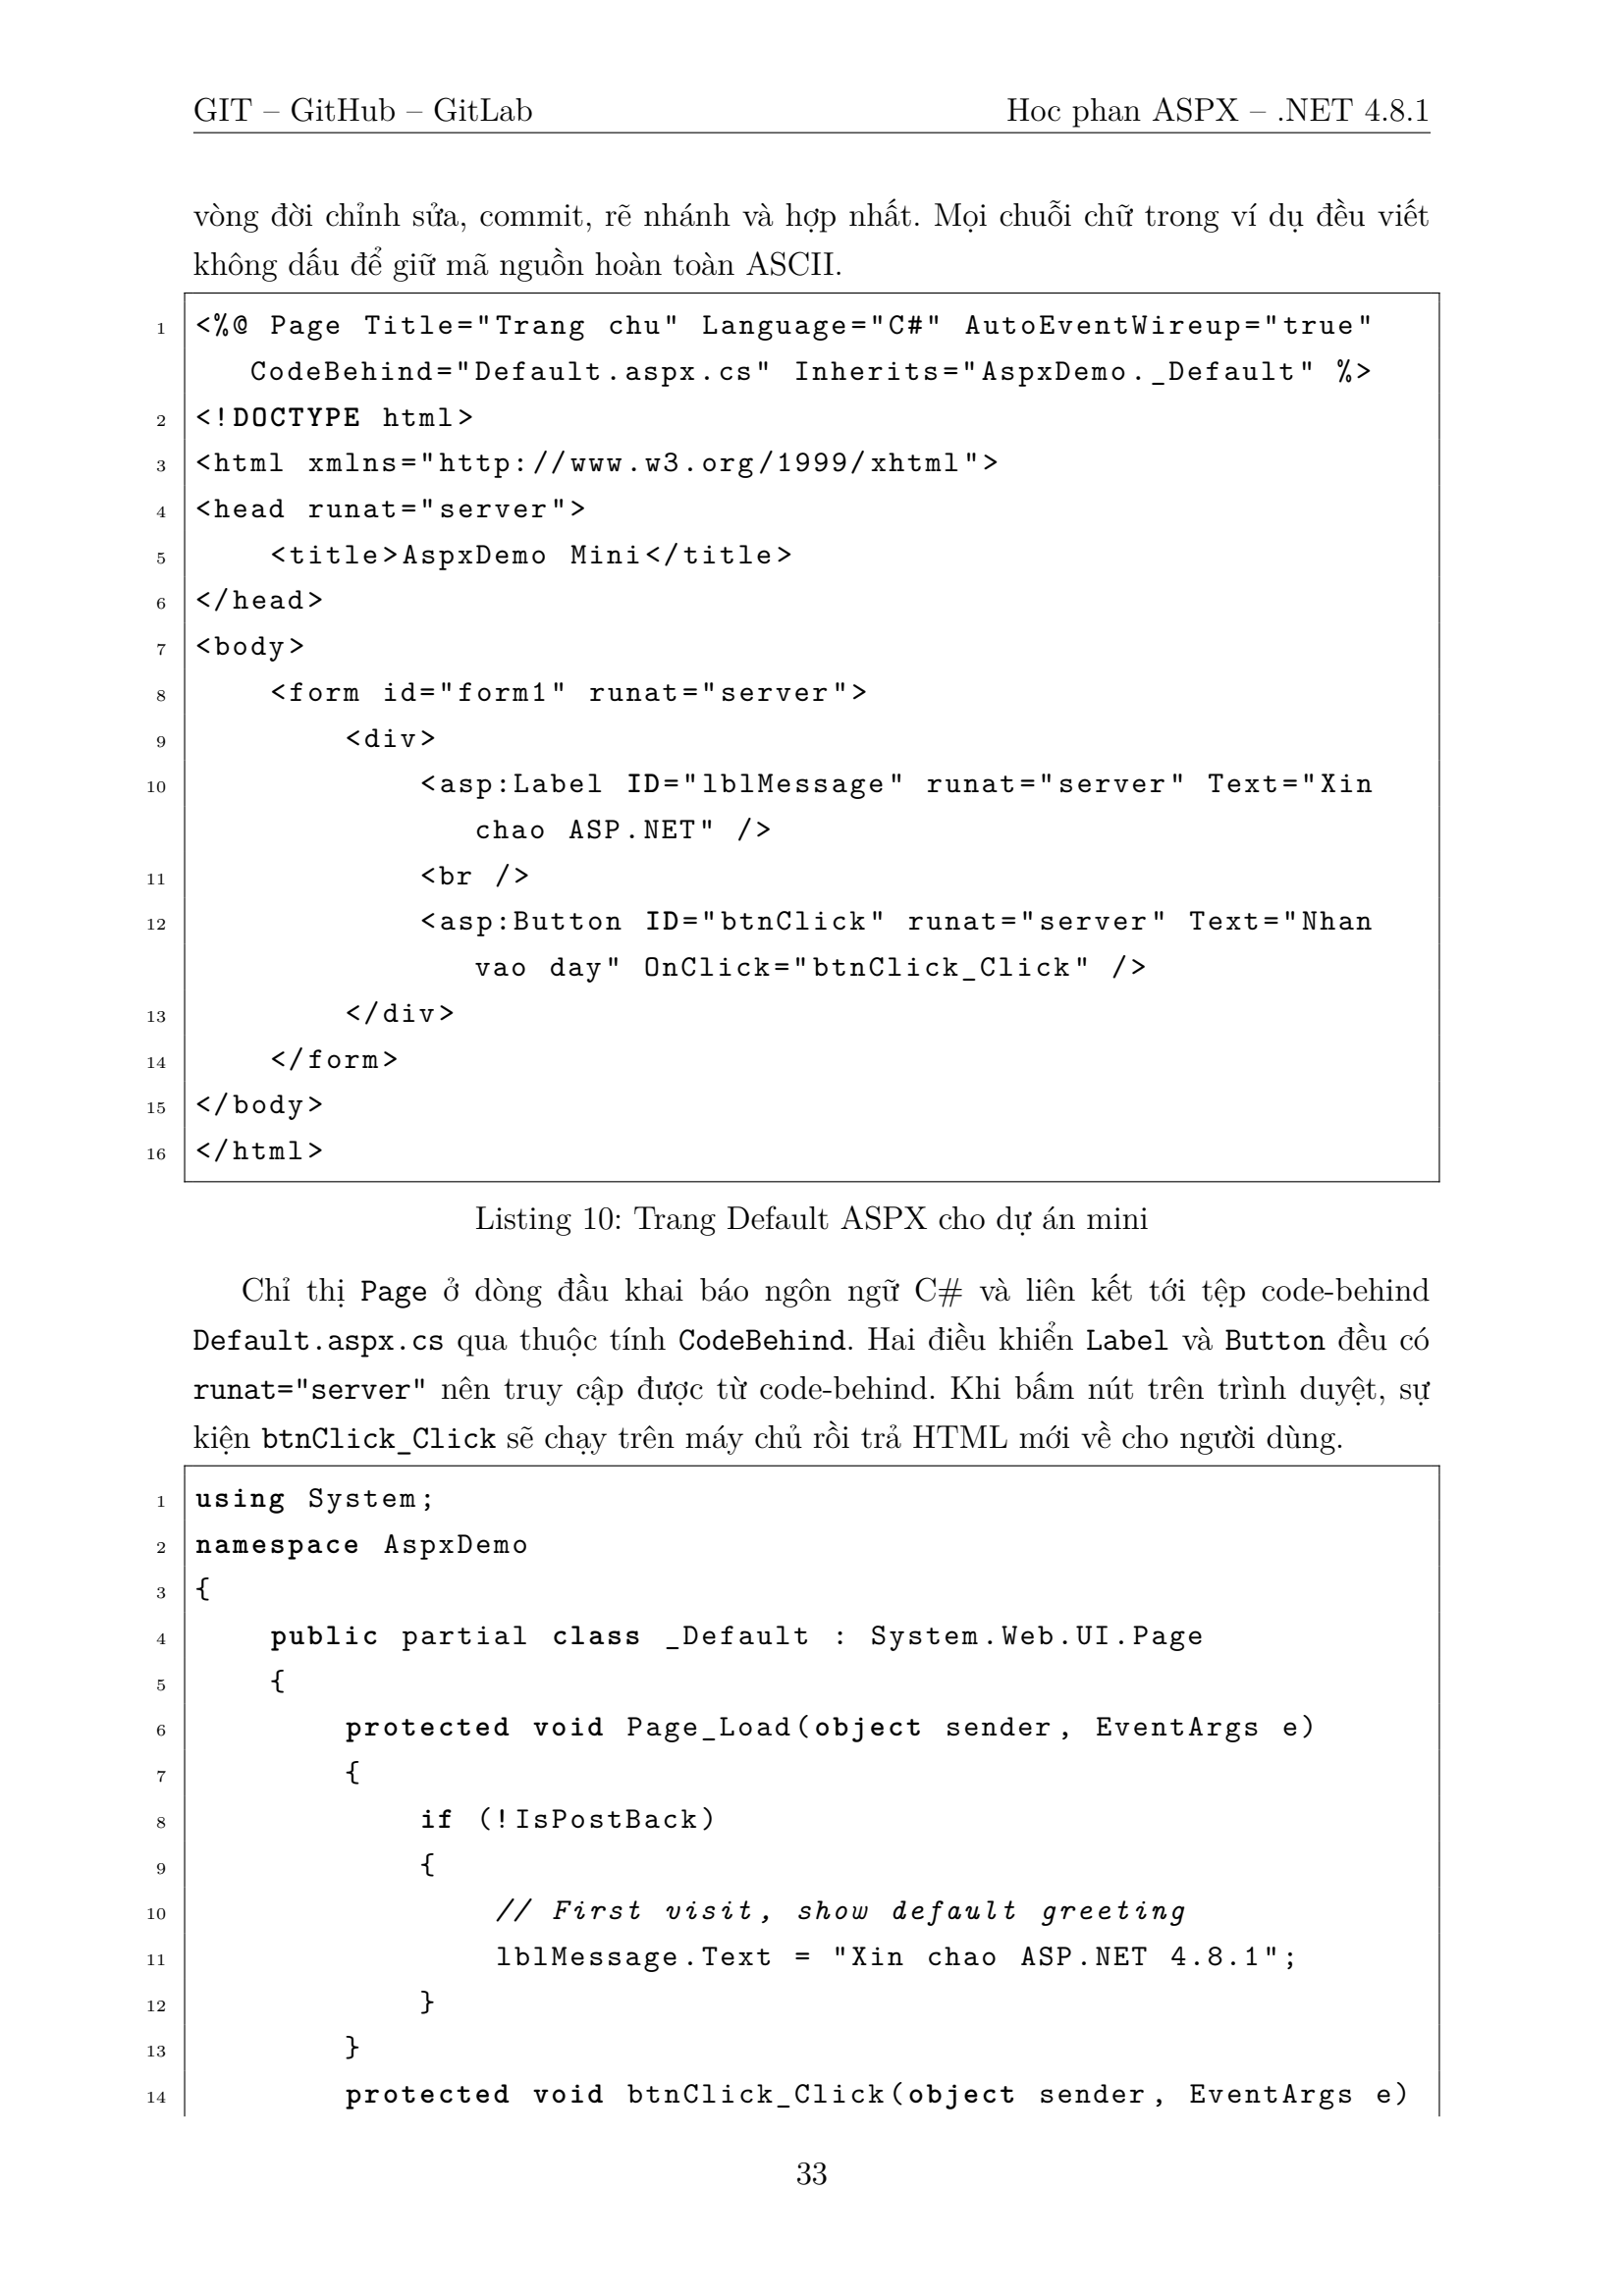 GIT – GitHub – GitLab Hoc phan ASPX – .NET 4.8.1
vòng đời chỉnh sửa, commit, rẽ nhánh và hợp nhất. Mọi chuỗi chữ trong ví dụ đều viết
không dấu để giữ mã nguồn hoàn toàn ASCII.
1 <%@ Page Title="Trang chu" Language="C#" AutoEventWireup="true"
CodeBehind="Default.aspx.cs" Inherits="AspxDemo._Default" %>
2 <!DOCTYPE html>
3 <html xmlns="http://www.w3.org/1999/xhtml">
4 <head runat="server">
5     <title>AspxDemo Mini</title>
6 </head>
7 <body>
8     <form id="form1" runat="server">
9         <div>
10             <asp:Label ID="lblMessage" runat="server" Text="Xin
chao ASP.NET" />
11             <br />
12             <asp:Button ID="btnClick" runat="server" Text="Nhan
vao day" OnClick="btnClick_Click" />
13         </div>
14     </form>
15 </body>
16 </html>
Listing 10: Trang Default ASPX cho dự án mini
Chỉ thị Page ở dòng đầu khai báo ngôn ngữ C# và liên kết tới tệp code-behind
Default.aspx.cs qua thuộc tính CodeBehind. Hai điều khiển Label và Button đều có
runat="server" nên truy cập được từ code-behind. Khi bấm nút trên trình duyệt, sự
kiện btnClick_Click sẽ chạy trên máy chủ rồi trả HTML mới về cho người dùng.
1 using System;
2 namespace AspxDemo
3 {
4     public partial class _Default : System.Web.UI.Page
5     {
6         protected void Page_Load(object sender, EventArgs e)
7         {
8             if (!IsPostBack)
9             {
10                 // First visit, show default greeting
11                 lblMessage.Text = "Xin chao ASP.NET 4.8.1";
12             }
13         }
14         protected void btnClick_Click(object sender, EventArgs e)
33